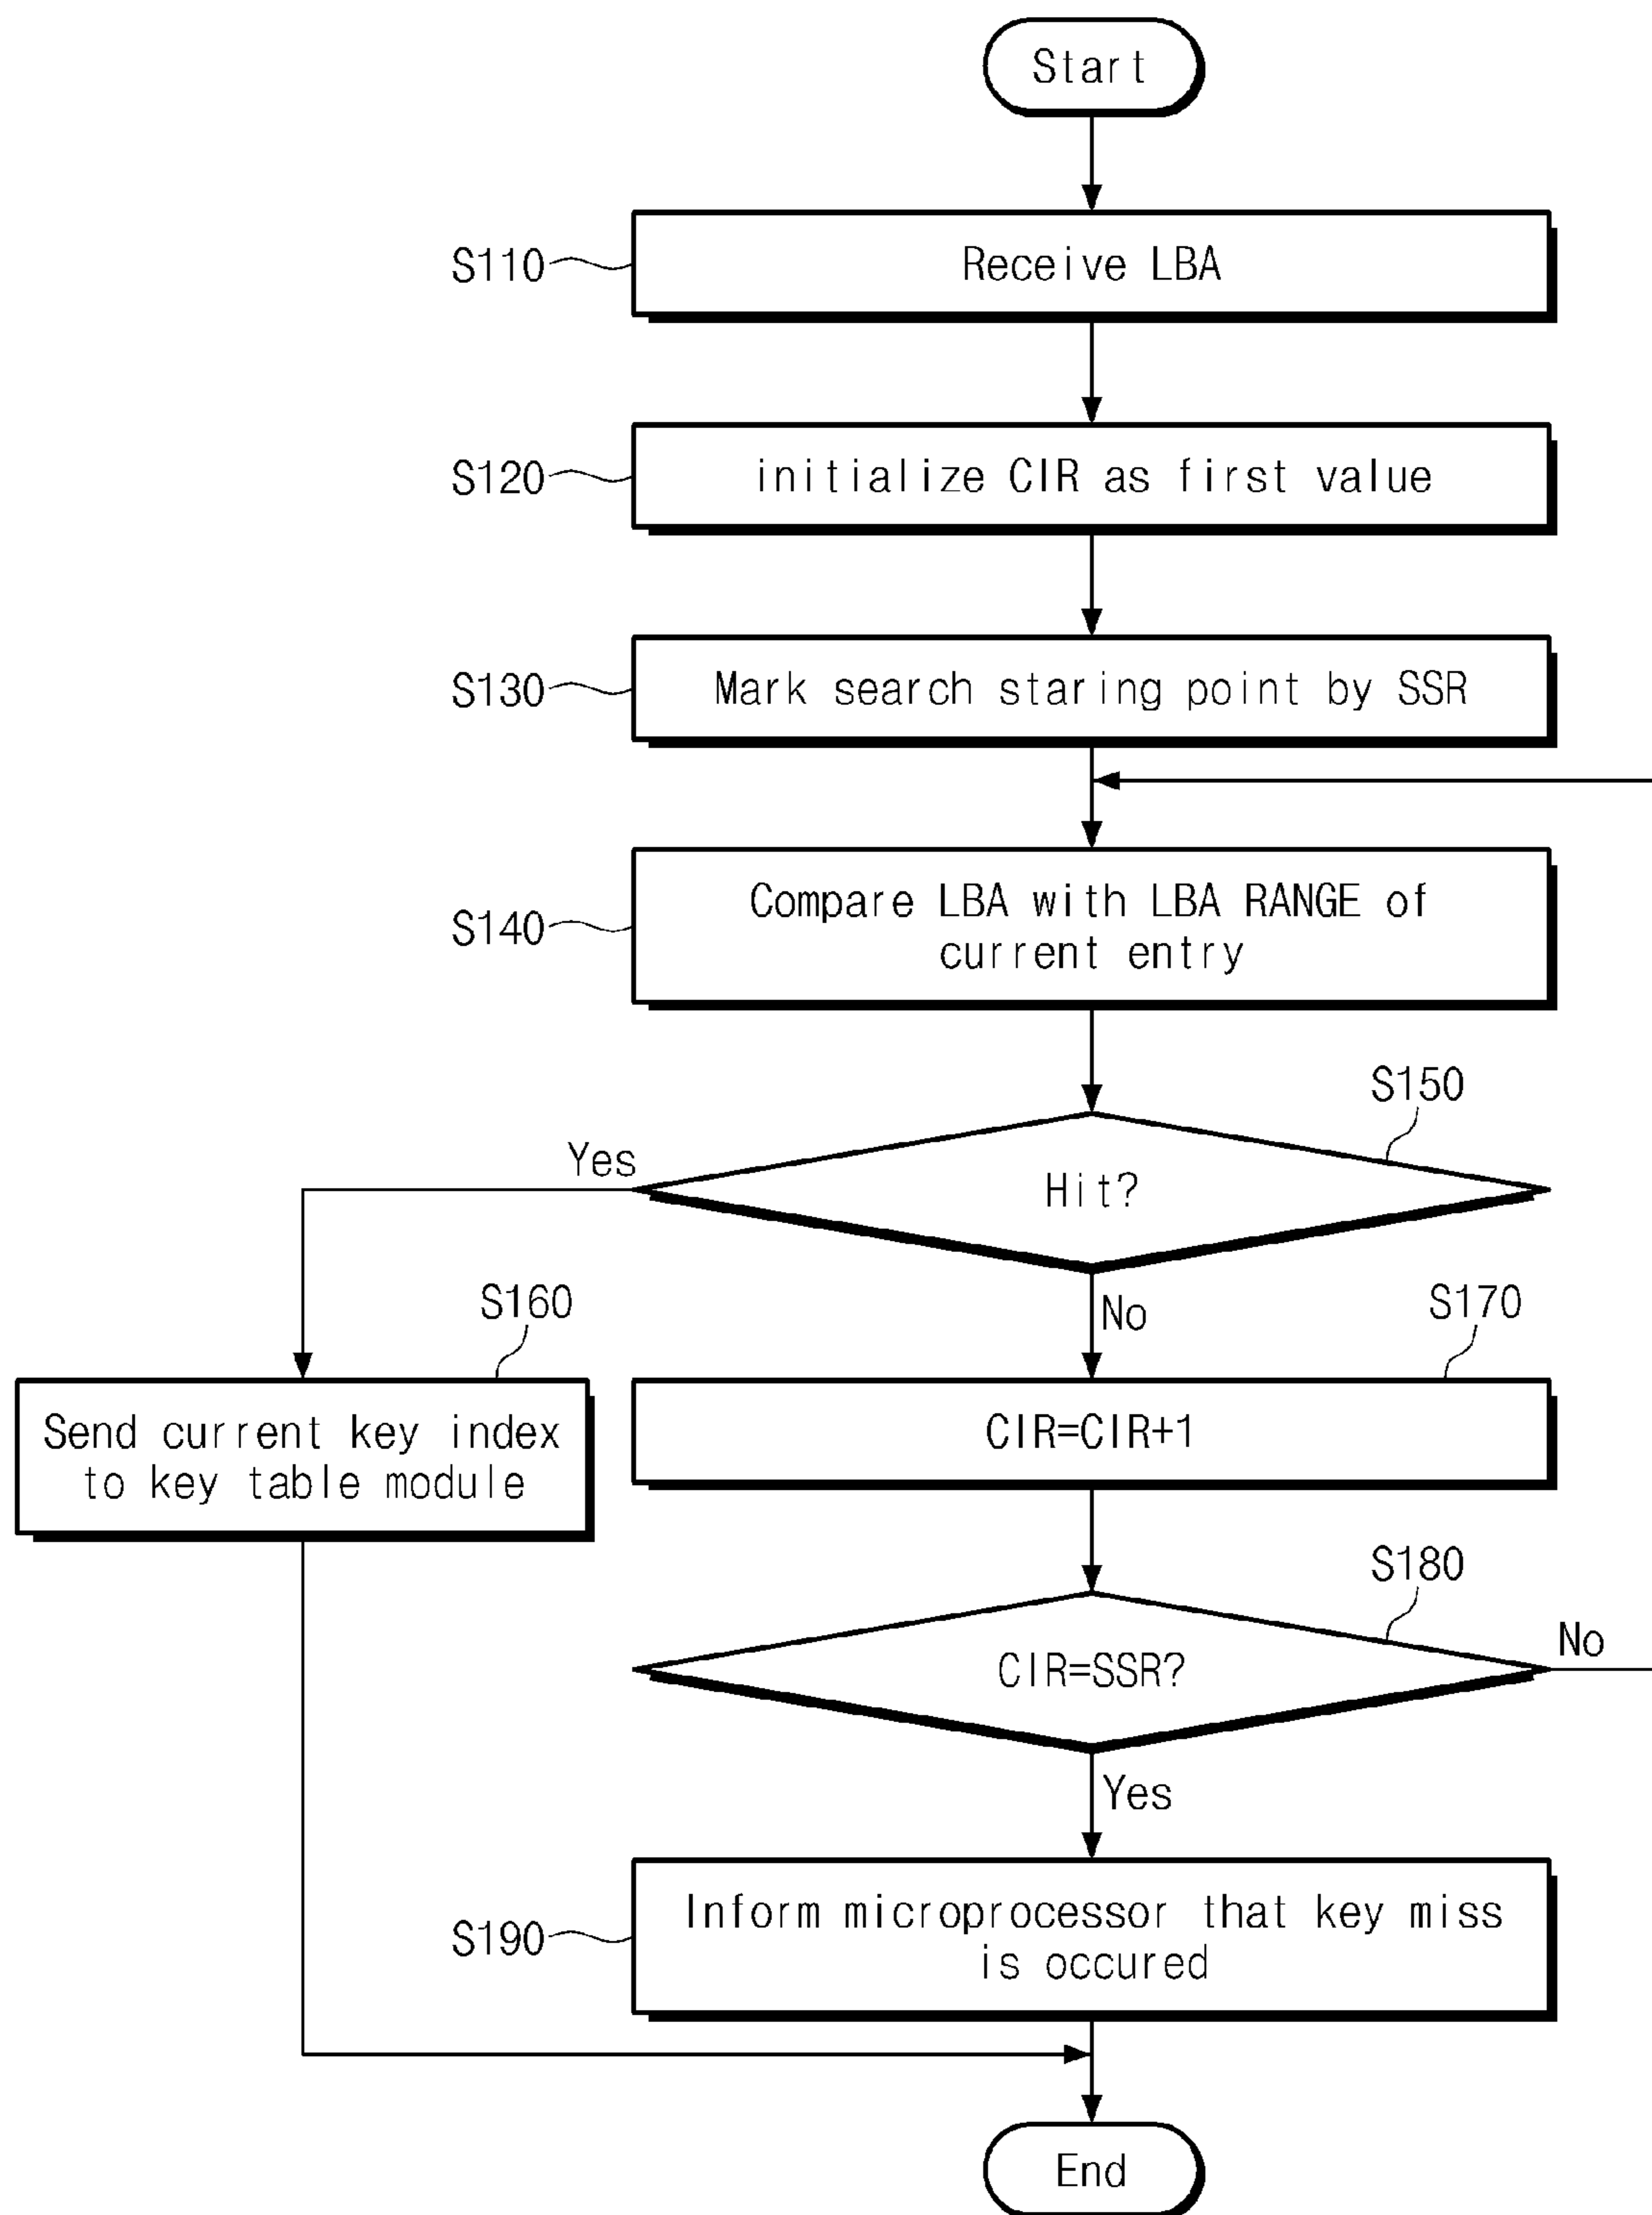 Start
S110
Receive LBA
S120
initialize CIR as first value
S130
Mark search staring point by SSR
S140
Compare LBA with LBA RANGE of
current entry
S150
Yes
Hit?
No
S160
Send current key index
to key table module
S170
CIR=CIR+1
S180
CIR=SSR?
No
Yes
S190
Inform microprocessor that key miss
is occured
End